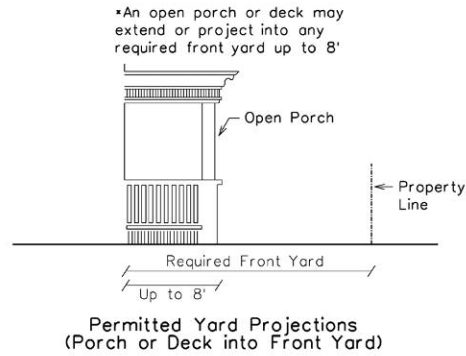 *An open porch or deck may
extend or project into any
required front yard up to 8'
Open Porch
Property
Line
Required Front Yard
Up to 8'
Permitted Yard Projections
(Porch or Deck into Front Yard)